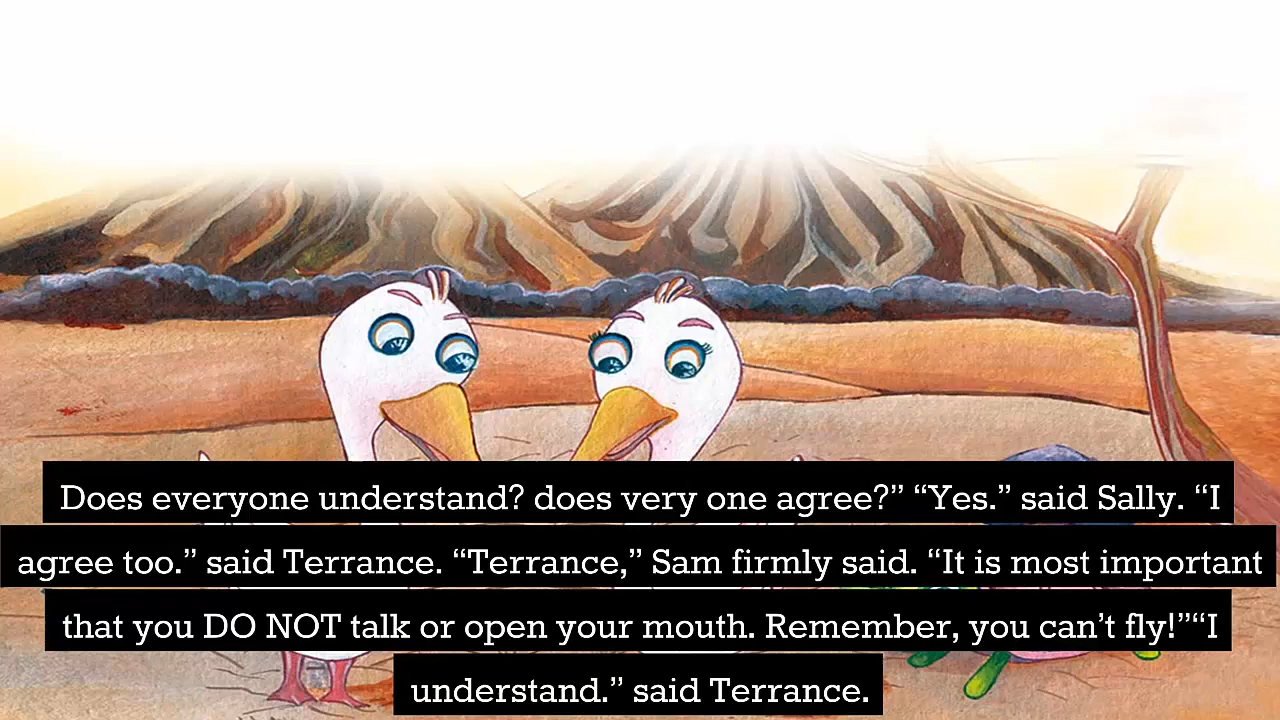 Does everyone understand? does very one agree?” “Yes.” said Sally. “I
agree too.” said Terrance. “Terrance,” Sam firmly said. “It is most important
that you DO NOT talk or open your mouth. Remember, you can’t fly!”“I
understand.” said Terrance.